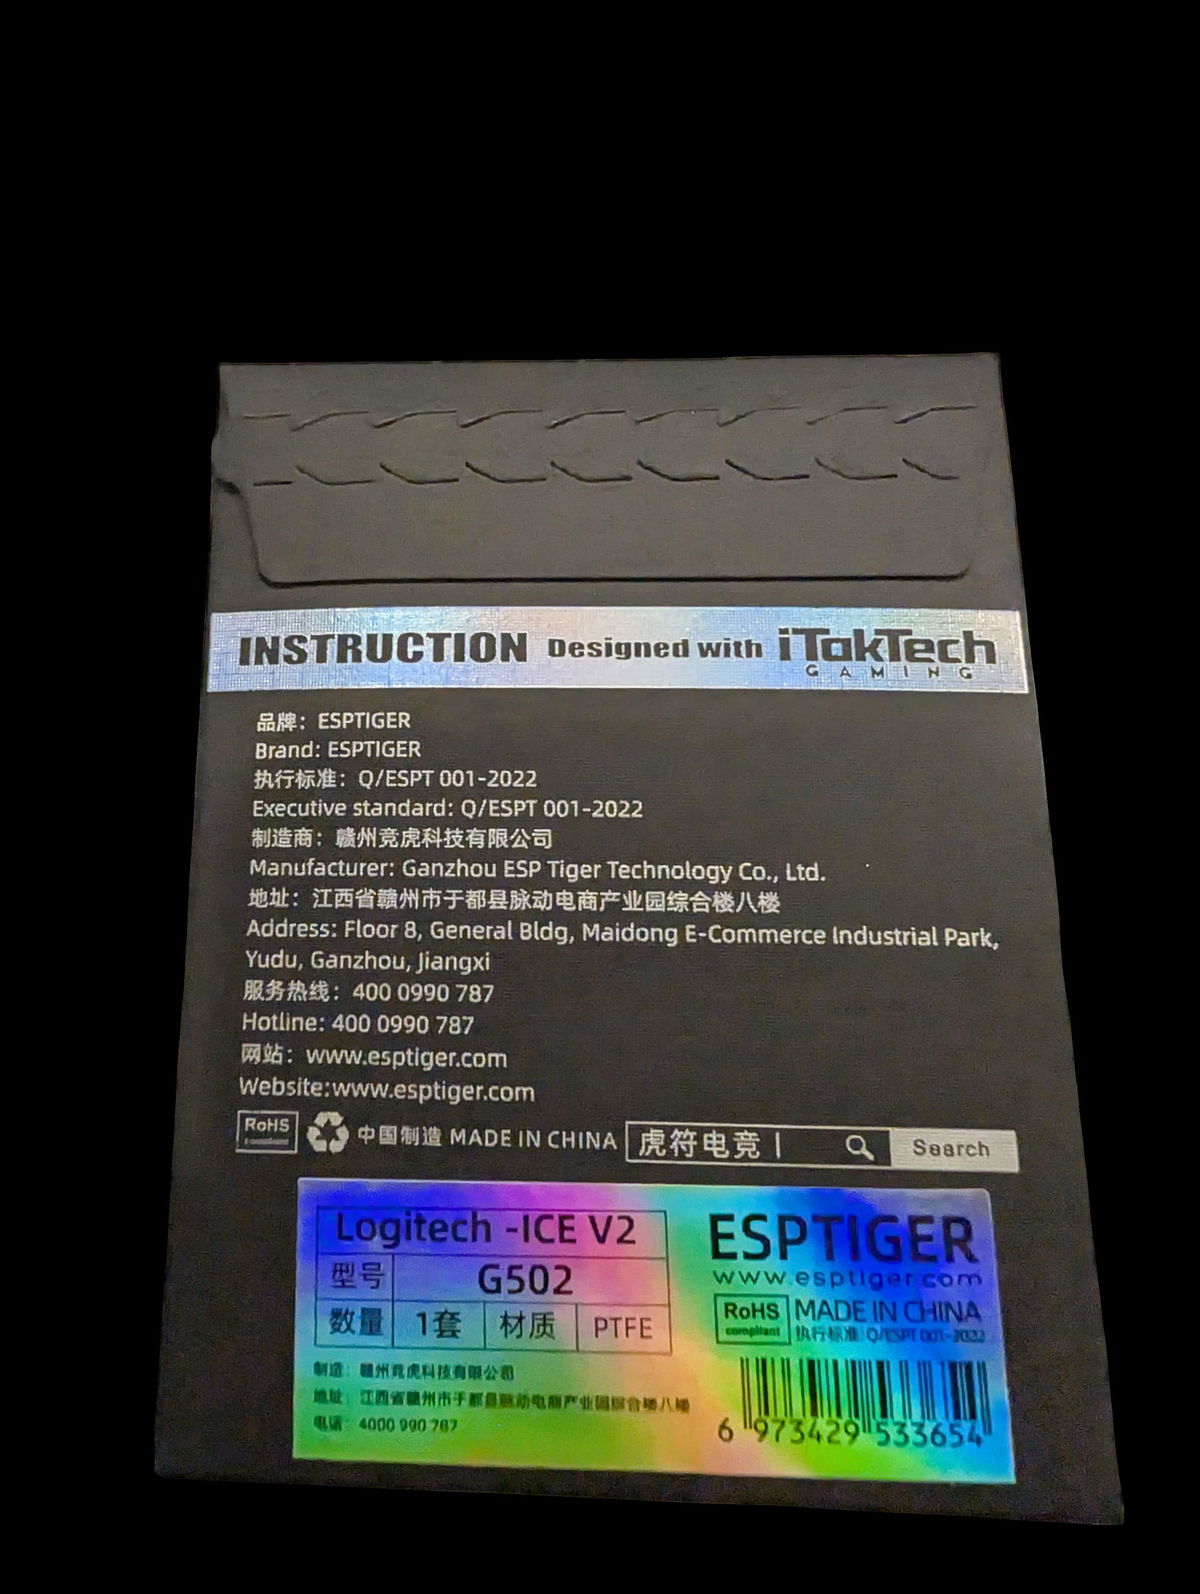 INSTRUCTION Designed with iTakTech
GAMING
品牌：ESPTIGER
Brand: ESPTIGER
执行标准：Q/ESPT 001-2022
Executive standard: Q/ESPT 001-2022
制造商：赣州竞虎科技有限公司
Manufacturer: Ganzhou ESP Tiger Technology Co., Ltd.
地址：江西省赣州市于都县脉动电商产业园综合楼八楼
Address: Floor 8, General Bldg, Maidong E-Commerce Industrial Park,
Yudu, Ganzhou, Jiangxi
服务热线：400 0990 787
Hotline: 400 0990 787
网站：www.esptiger.com
Website:www.esptiger.com
RoHS
compliant
中国制造 MADE IN CHINA
虎符电竞 | Search
Logitech -ICE V2
型号 G502
数量 1套 材质 PTFE
制造：赣州竞虎科技有限公司
地址：江西省赣州市于都县脉动电商产业园综合楼八楼
电话：4000 990 787
ESPTIGER
www.esptiger.com
RoHS
compliant
MADE IN CHINA
执行标准 Q/ESPT 001-2022
6 973429 533654